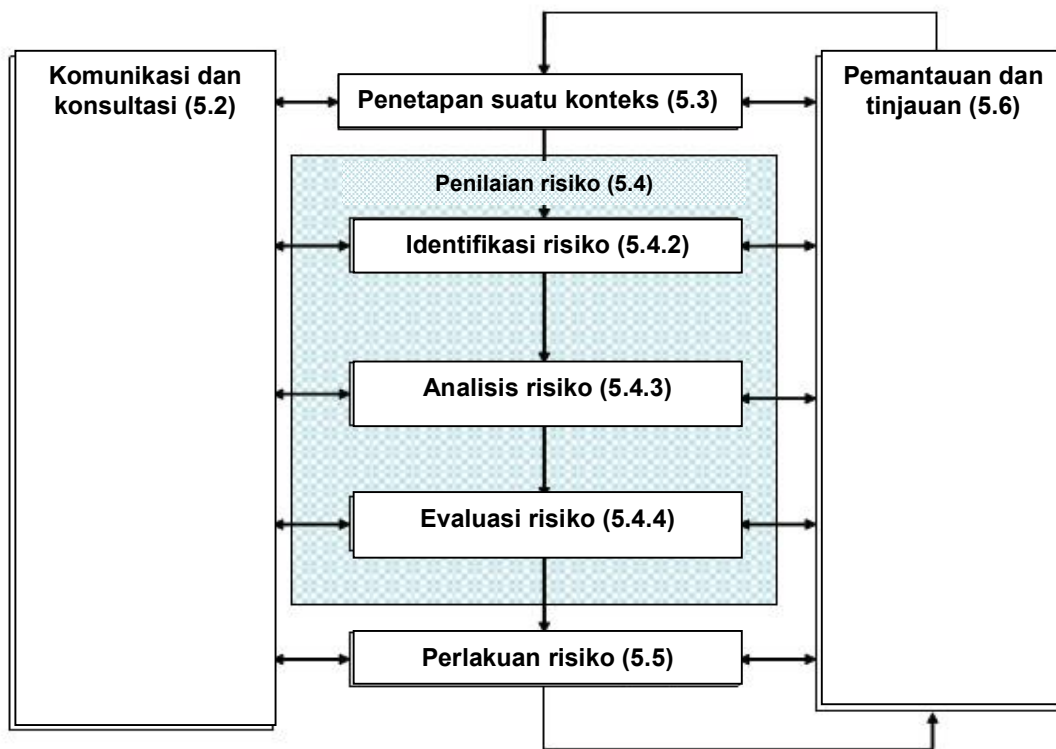 Komunikasi dan
konsultasi (5.2)
Penetapan suatu konteks (5.3)
Pemantauan dan
tinjauan (5.6)
Penilaian risiko (5.4)
Identifikasi risiko (5.4.2)
Analisis risiko (5.4.3)
Evaluasi risiko (5.4.4)
Perlakuan risiko (5.5)